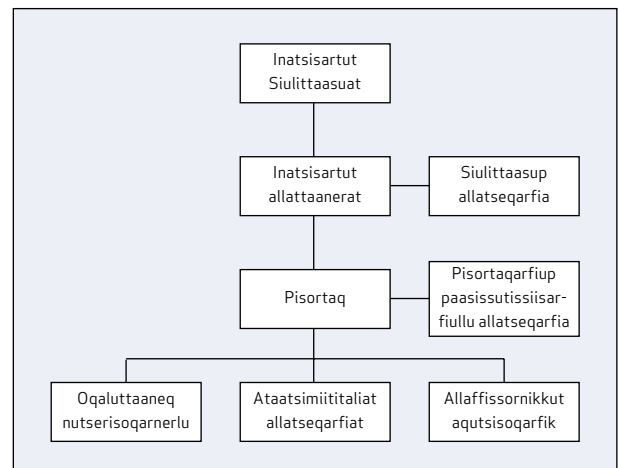 Inatsisartut
Siulittaasuat
Inatsisartut
allattaanerat
Siulittaasup
allatseqarfia
Pisortaq
Pisortaqarfiup
paasissutissiisar-
fiullu allatseqarfia
Oqaluttaaneq
nutserisoqarnerlu
Ataatsimiititaliat
allatseqarfiat
Allaffissornikkut
aqutsisoqarfik